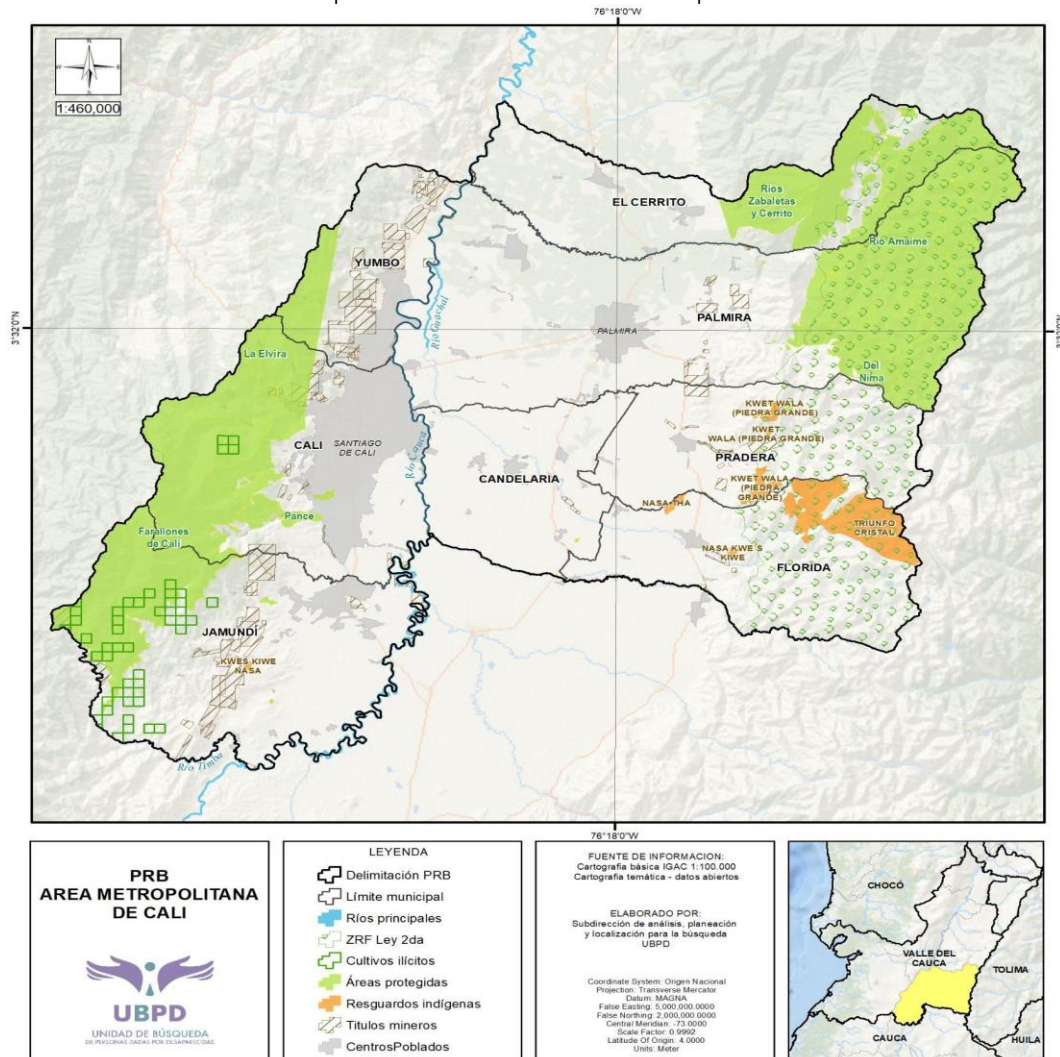 76°18'0"W
1:460,000
N
EL CERRITO
Rios
Zabaletas
y Cerrito
Rio Amaime
YUMBO
Río Guachal
PALMIRA
PALMIRA
3°32'0"N
La Elvira
Del
Nima
KWET WALA
(PIEDRA GRANDE)
KWET
WALA (PIEDRA GRANDE)
CALI
SANTIAGO
DE CALI
Río Cauca
CANDELARIA
PRADERA
KWET WALA
(PIEDRA
GRANDE)
NASA THA
TRIUNFO
CRISTAL
Pance
Farallones
de Cali
NASA KWE'S
KIWE
FLORIDA
JAMUNDÍ
KWES KIWE
NASA
Río Timba
76°18'0"W
PRB
AREA METROPOLITANA
DE CALI
UBPD
UNIDAD DE BÚSQUEDA
DE PERSONAS DADAS POR DESAPARECIDAS
LEYENDA
Delimitación PRB
Límite municipal
Ríos principales
ZRF Ley 2da
Cultivos ilícitos
Áreas protegidas
Resguardos indígenas
Titulos mineros
CentrosPoblados
FUENTE DE INFORMACION:
Cartografía básica IGAC 1:100.000
Cartografía temática - datos abiertos
ELABORADO POR:
Subdirección de análisis, planeación
y localización para la búsqueda
UBPD
Coordinate System: Origen Nacional
Projection: Transverse Mercator
Datum: MAGNA
False Easting: 5,000,000.0000
False Northing: 2,000,000.0000
Central Meridian: -73.0000
Scale Factor: 0.9992
Latitude Of Origin: 4.0000
Units: Meter
CHOCÓ
VALLE DEL
CAUCA
TOLIMA
CAUCA
HUILA